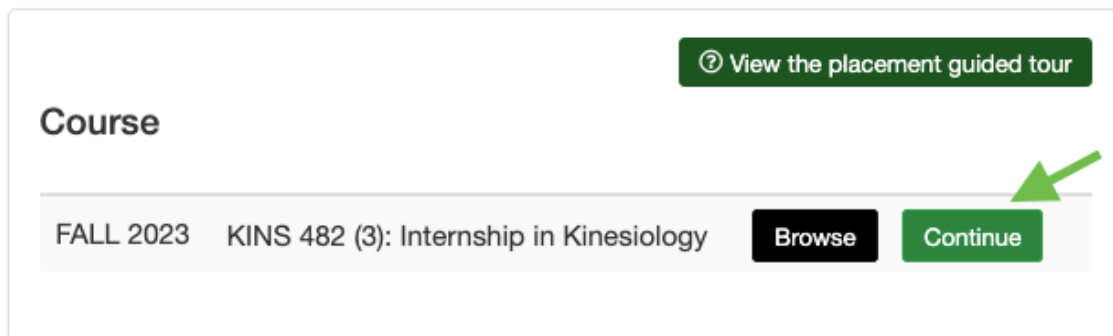 View the placement guided tour
Course
FALL 2023 KINS 482 (3): Internship in Kinesiology Browse Continue